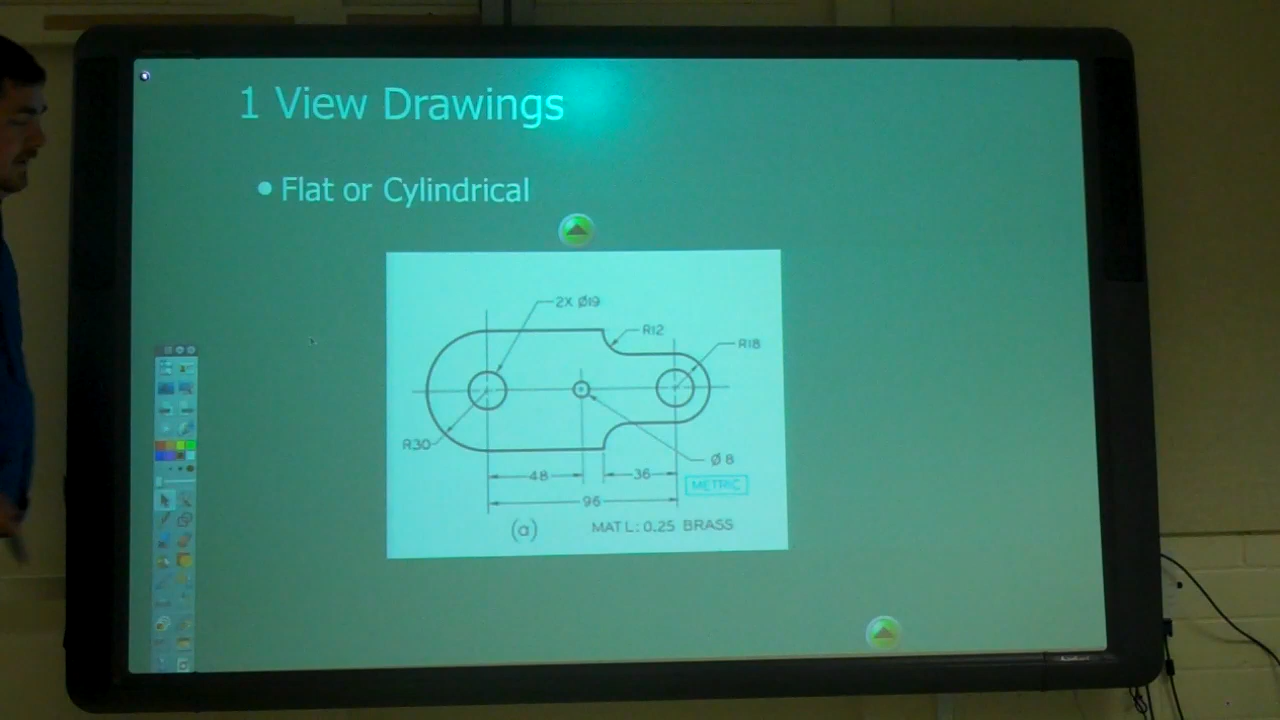 1 View Drawings
• Flat or Cylindrical
2X Ø19
R12
R18
R30
Ø 8
48
36
METRIC
96
(a)
MAT L: 0.25 BRASS